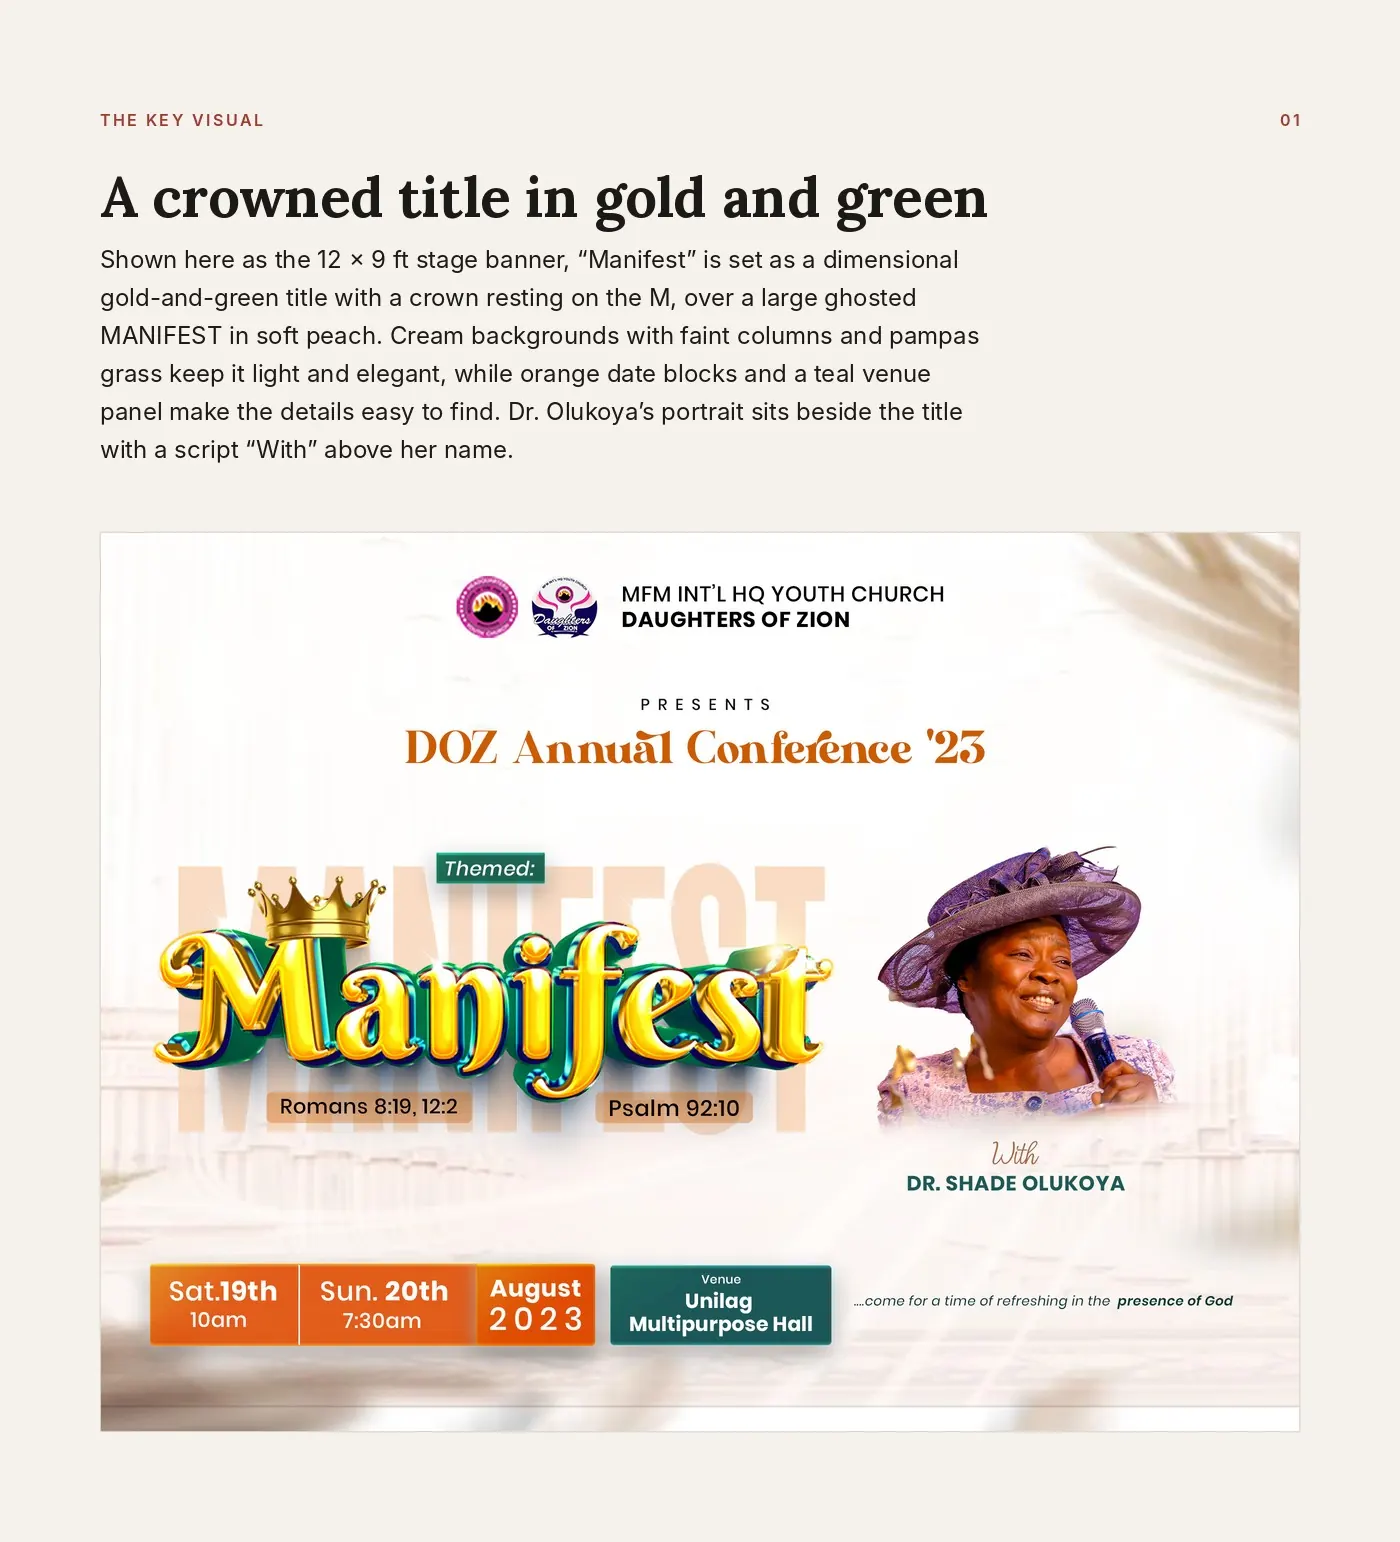 THE KEY VISUAL
01
A crowned title in gold and green
Shown here as the 12 × 9 ft stage banner, “Manifest” is set as a dimensional
gold-and-green title with a crown resting on the M, over a large ghosted
MANIFEST in soft peach. Cream backgrounds with faint columns and pampas
grass keep it light and elegant, while orange date blocks and a teal venue
panel make the details easy to find. Dr. Olukoya’s portrait sits beside the title
with a script “With” above her name.
Daughters
OF ZION
MFM INT’L HQ YOUTH CHURCH
DAUGHTERS OF ZION
PRESENTS
DOZ Annual Conference '23
Themed:
MANIFEST
Manifest
Romans 8:19, 12:2
Psalm 92:10
With
DR. SHADE OLUKOYA
Sat.19th
10am
Sun. 20th
7:30am
August
2023
Venue
Unilag
Multipurpose Hall
....come for a time of refreshing in the presence of God